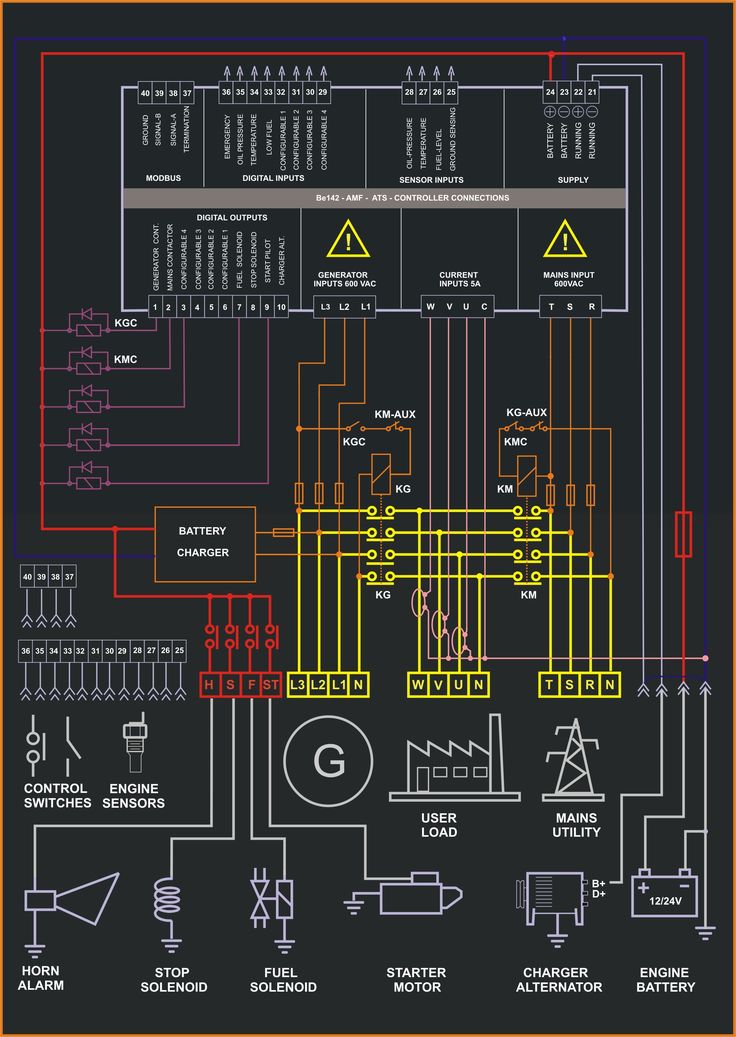 40 39 38 37
36 35 34 33 32 31 30 29
28 27 26 25
24 23 22 21
GROUND
SIGNAL-B
SIGNAL-A
TERMINATION
EMERGENCY
OIL PRESSURE
TEMPERATURE
LOW FUEL
CONFIGURABLE 1
CONFIGURABLE 2
CONFIGURABLE 3
CONFIGURABLE 4
OIL-PRESSURE
TEMPERATURE
FUEL-LEVEL
GROUND SENSING
BATTERY +
BATTERY -
RUNNING +
RUNNING -
MODBUS
DIGITAL INPUTS
SENSOR INPUTS
SUPPLY
Be142 - AMF - ATS - CONTROLLER CONNECTIONS
DIGITAL OUTPUTS
GENERATOR CONT.
MAINS CONTACTOR
CONFIGURABLE 4
CONFIGURABLE 3
CONFIGURABLE 2
CONFIGURABLE 1
FUEL SOLENOID
STOP SOLENOID
START PILOT
CHARGER ALT.
!
GENERATOR
INPUTS 600 VAC
CURRENT
INPUTS 5A
!
MAINS INPUT
600VAC
1 2 3 4 5 6 7 8 9 10
L3 L2 L1
W V U C
T S R
KGC
KMC
KM-AUX
KGC
KG-AUX
KMC
KG
KM
BATTERY
CHARGER
KG
KM
40 39 38 37
36 35 34 33 32 31 30 29 28 27 26 25
H S F ST
L3 L2 L1 N
W V U N
T S R N
CONTROL
SWITCHES
ENGINE
SENSORS
G
USER
LOAD
MAINS
UTILITY
B+
D+
+ -
12/24V
HORN
ALARM
STOP
SOLENOID
FUEL
SOLENOID
STARTER
MOTOR
CHARGER
ALTERNATOR
ENGINE
BATTERY